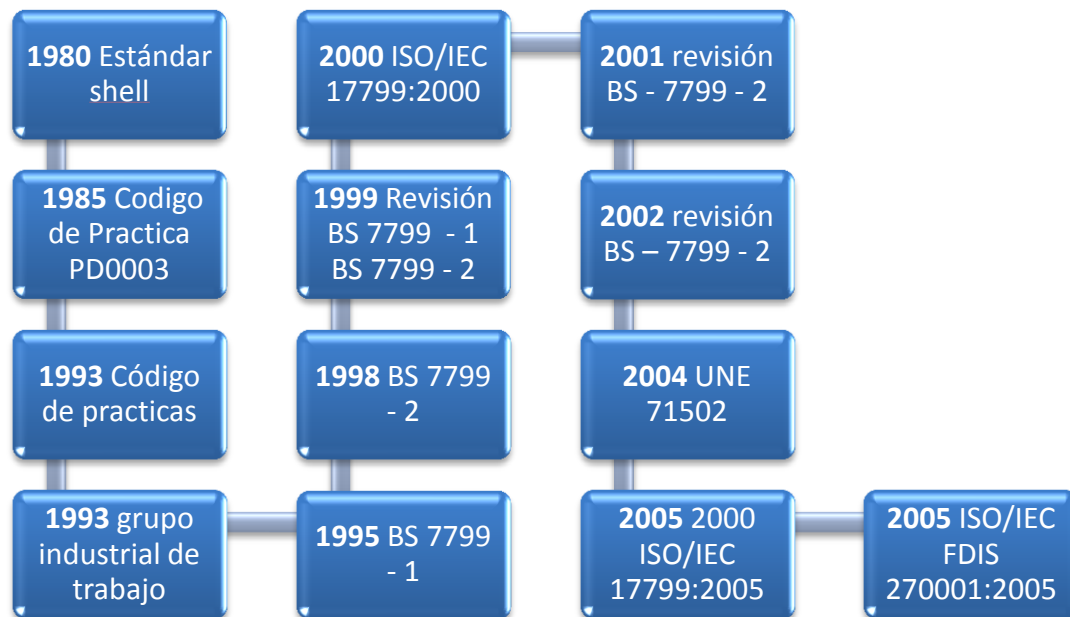 1980 Estándar
shell
1985 Codigo
de Practica
PD0003
1993 Código
de practicas
1993 grupo
industrial de
trabajo
1995 BS 7799
- 1
1998 BS 7799
- 2
1999 Revisión
BS 7799 - 1
BS 7799 - 2
2000 ISO/IEC
17799:2000
2001 revisión
BS - 7799 - 2
2002 revisión
BS – 7799 - 2
2004 UNE
71502
2005 2000
ISO/IEC
17799:2005
2005 ISO/IEC
FDIS
270001:2005